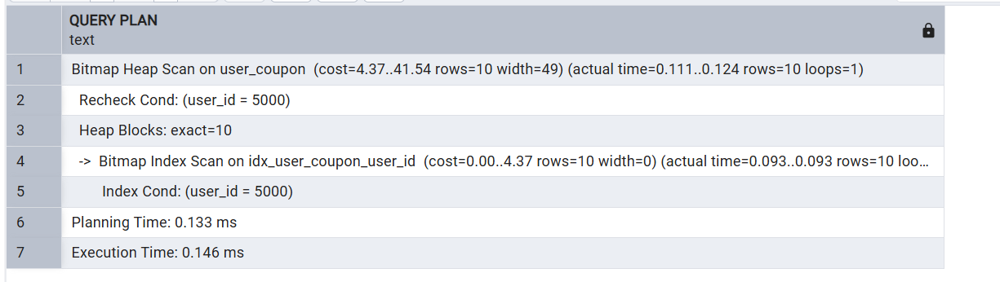 QUERY PLAN
text
1 Bitmap Heap Scan on user_coupon (cost=4.37..41.54 rows=10 width=49) (actual time=0.111..0.124 rows=10 loops=1)
2 Recheck Cond: (user_id = 5000)
3 Heap Blocks: exact=10
4 -> Bitmap Index Scan on idx_user_coupon_user_id (cost=0.00..4.37 rows=10 width=0) (actual time=0.093..0.093 rows=10 loo...
5 Index Cond: (user_id = 5000)
6 Planning Time: 0.133 ms
7 Execution Time: 0.146 ms